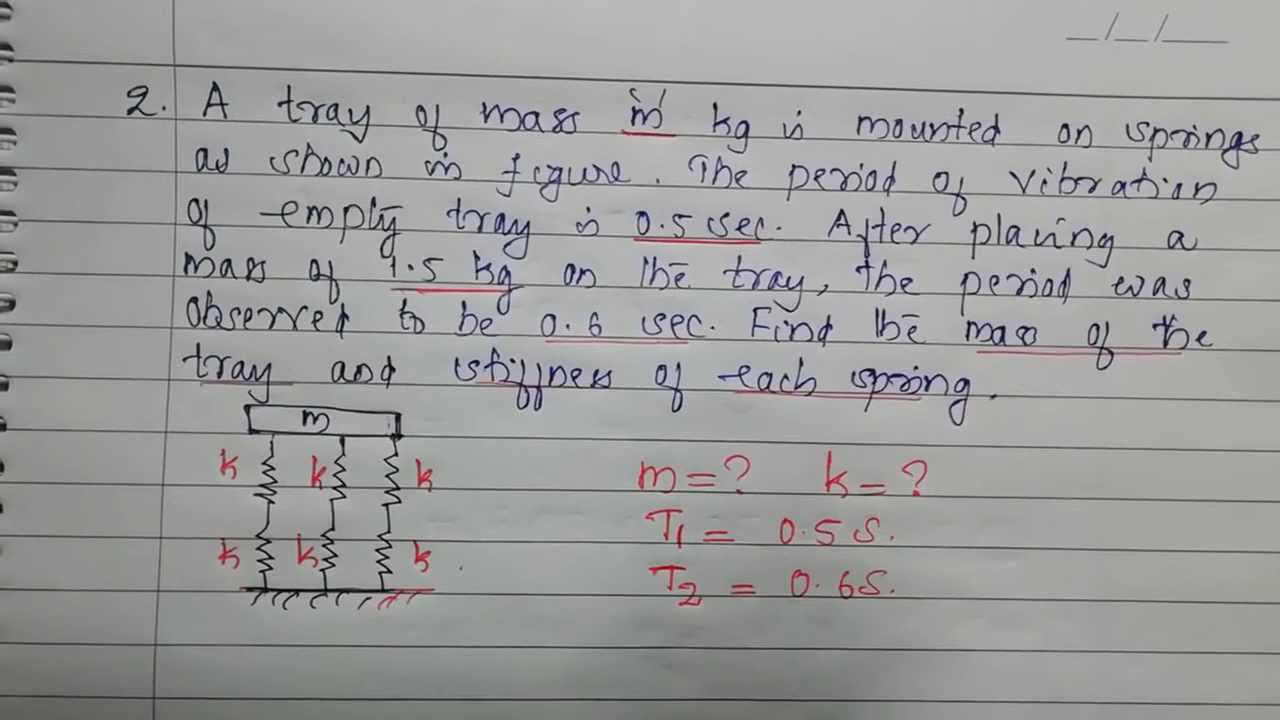 _/_/__
2. A tray of mass 'm' kg is mounted on springs
as shown in figure. The period of vibration
of empty tray is 0.5 sec. After placing a
mass of 1.5 kg on the tray, the period was
observed to be 0.6 sec. Find the mass of the
tray and stiffness of each spring.
m
k k k
m = ? k = ?
T1 = 0.5 S.
k k k
T2 = 0.6 S.